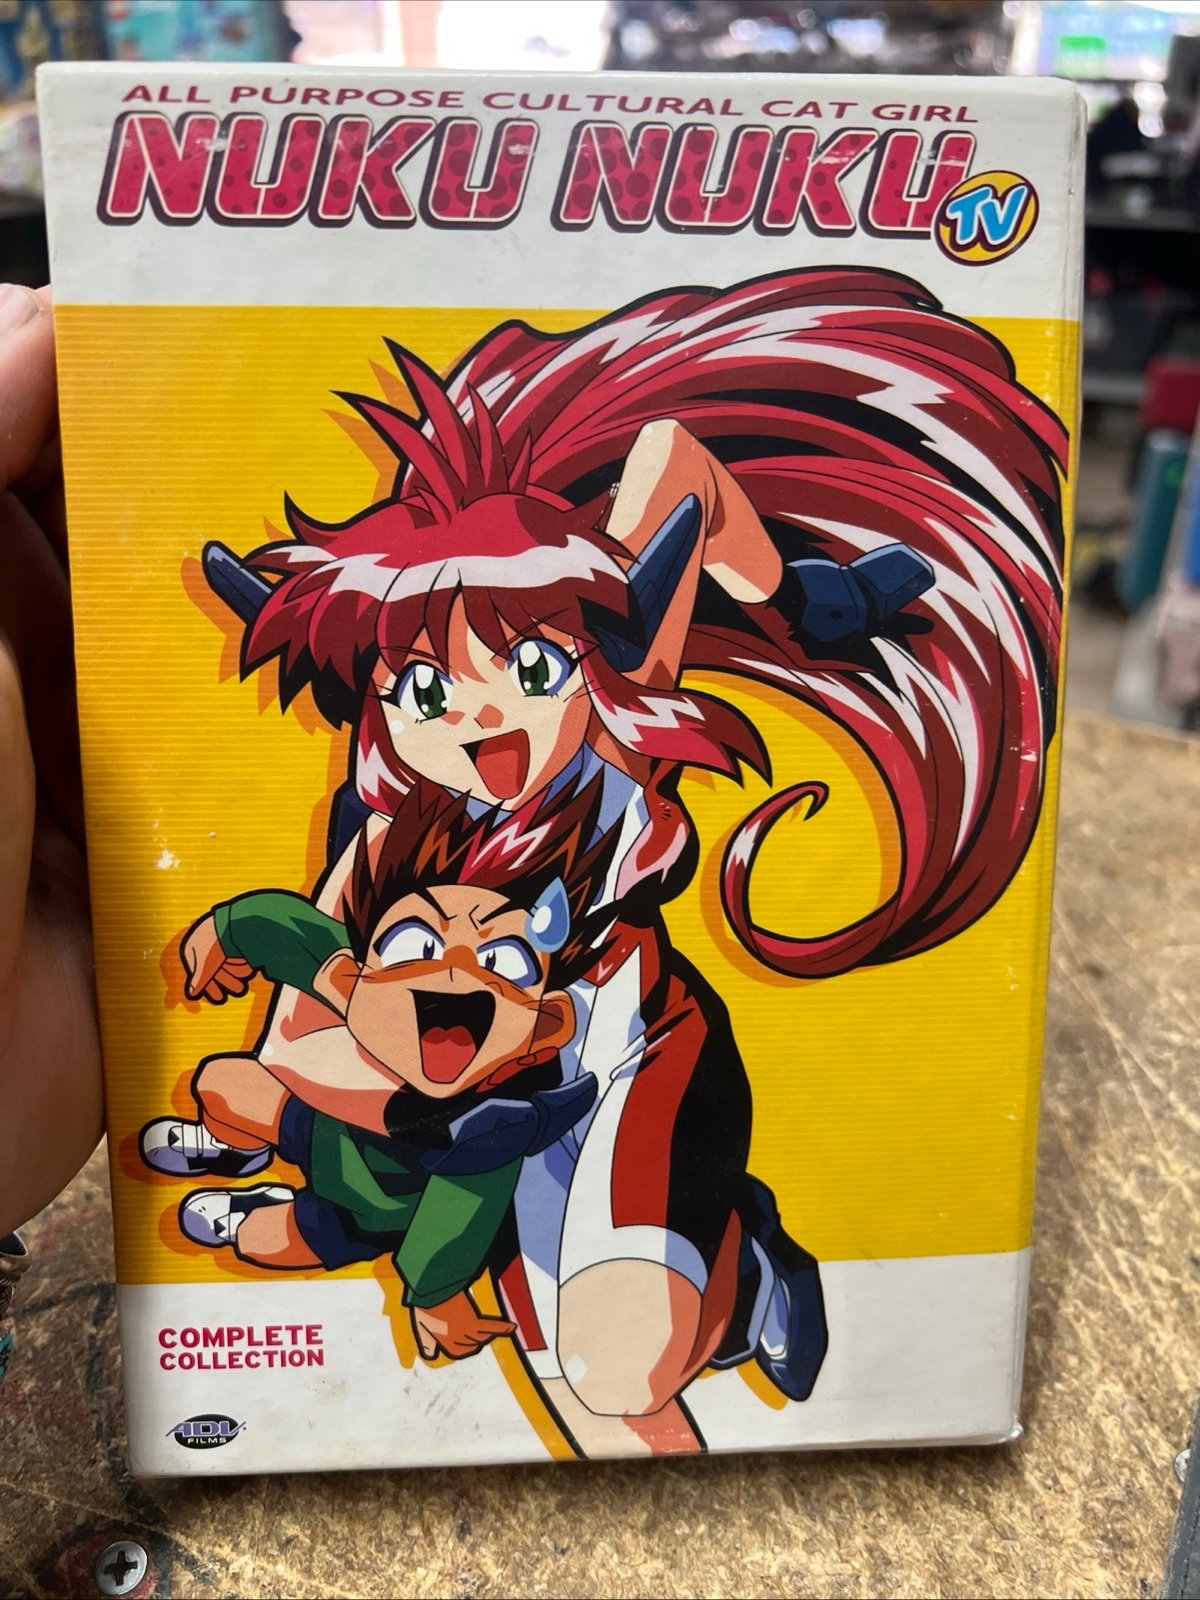 ALL PURPOSE CULTURAL CAT GIRL
NUKU NUKU
TV
COMPLETE
COLLECTION
ADV
FILMS